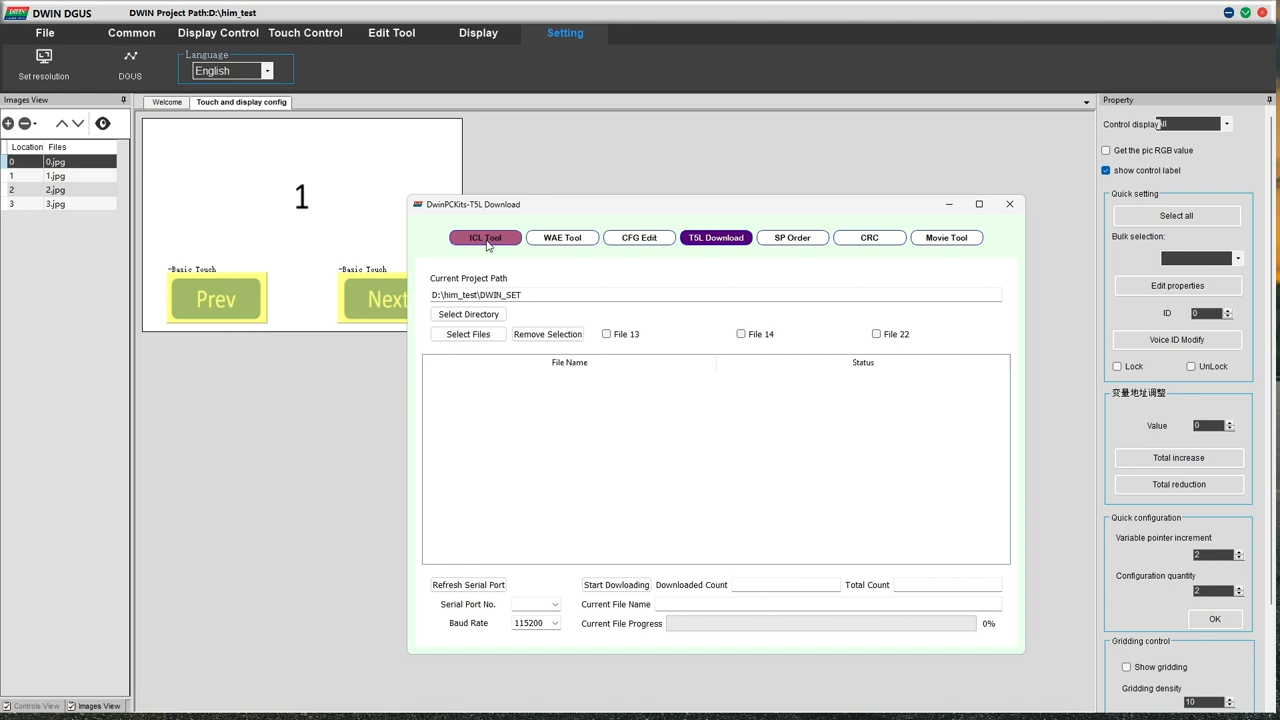 DWIN DGUS DWIN Project Path:D:\him_test
File Common Display Control Touch Control Edit Tool Display Setting
Language
English
Set resolution DGUS
Images View
Welcome Touch and display config
Location Files
0 0.jpg
1 1.jpg
2 2.jpg
3 3.jpg
Controls View Images View
1
-Basic Touch -Basic Touch
Prev Next
DwinPCKits-T5L Download
ICL Tool WAE Tool CFG Edit T5L Download SP Order CRC Movie Tool
Current Project Path
D:\him_test\DWIN_SET
Select Directory
Select Files Remove Selection File 13 File 14 File 22
File Name Status
Refresh Serial Port Start Dowloading Downloaded Count Total Count
Serial Port No. Current File Name
Baud Rate 115200 Current File Progress 0%
Property
Control display
Get the pic RGB value
show control label
Quick setting
Select all
Bulk selection:
Edit properties
ID 0
Voice ID Modify
Lock UnLock
变量地址调整
Value 0
Total increase
Total reduction
Quick configuration
Variable pointer increment
2
Configuration quantity
2
OK
Gridding control
Show gridding
Gridding density
10